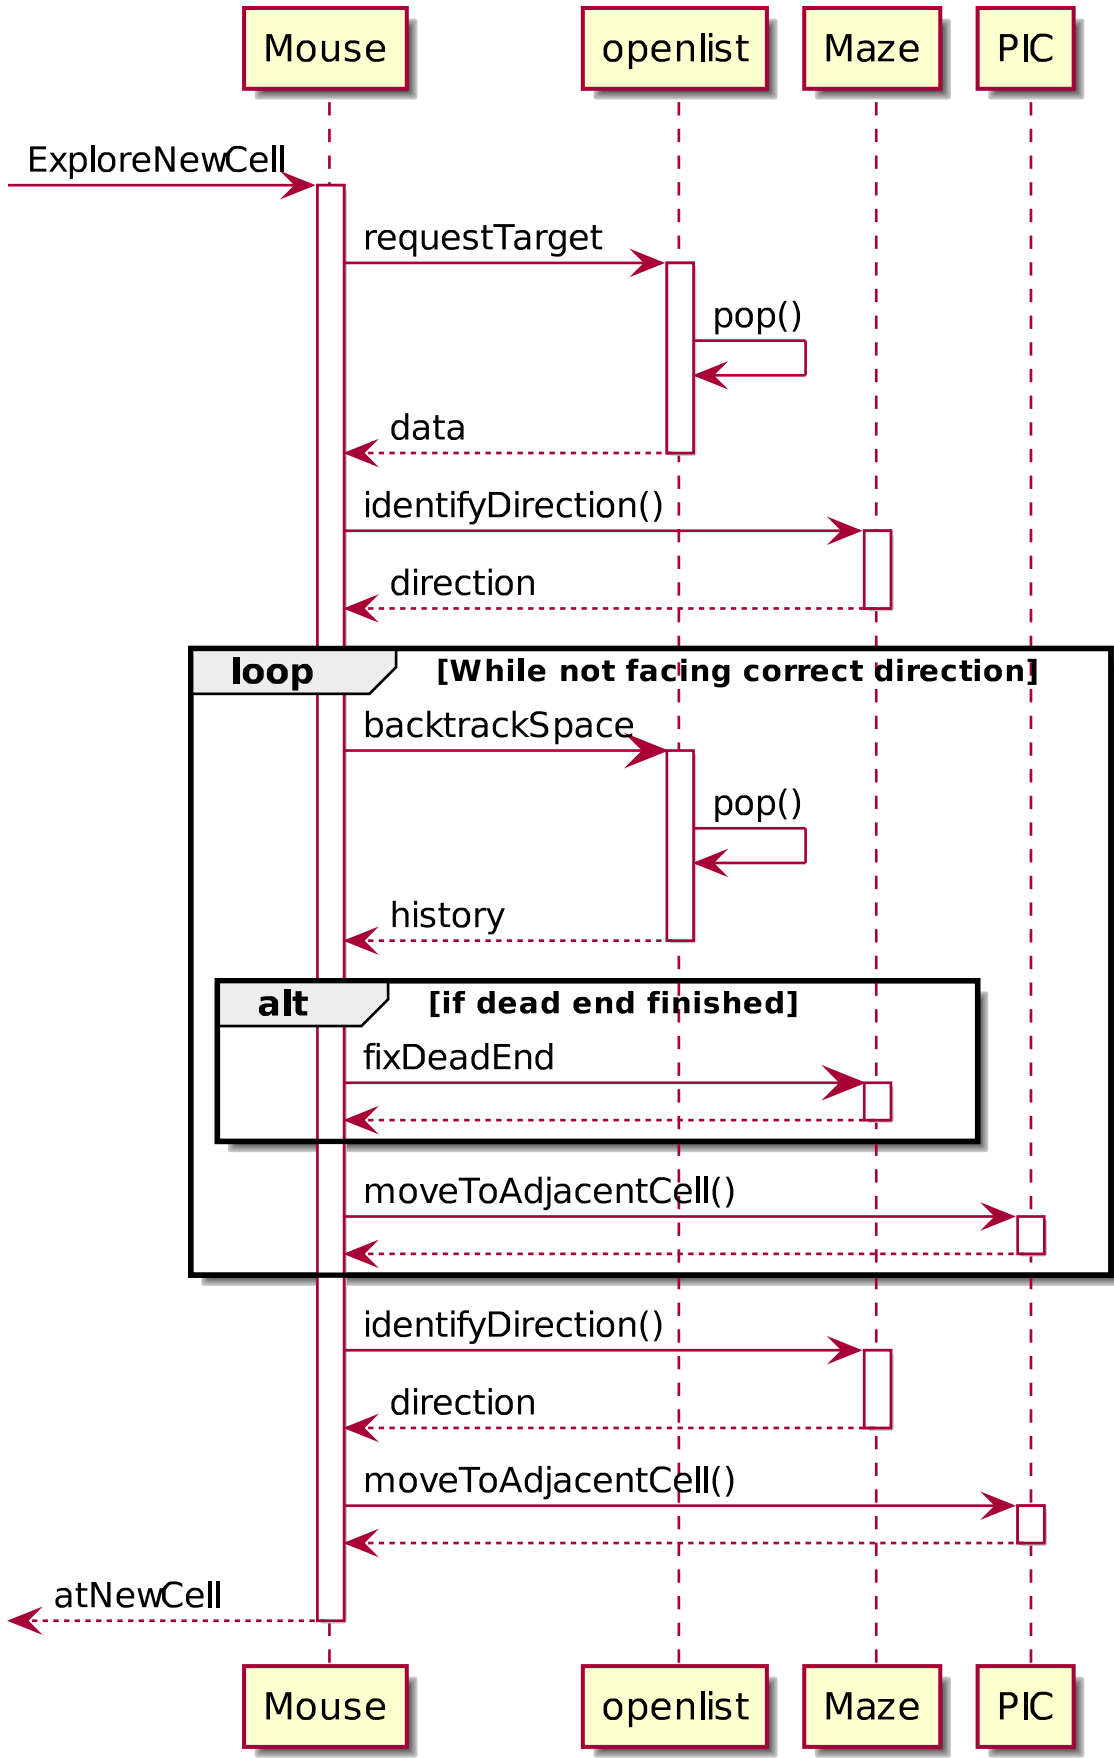 Mouse openlist Maze PIC
ExploreNewCell
requestTarget
pop()
data
identifyDirection()
direction
loop [While not facing correct direction]
backtrackSpace
pop()
history
alt [if dead end finished]
fixDeadEnd
moveToAdjacentCell()
identifyDirection()
direction
moveToAdjacentCell()
atNewCell
Mouse openlist Maze PIC